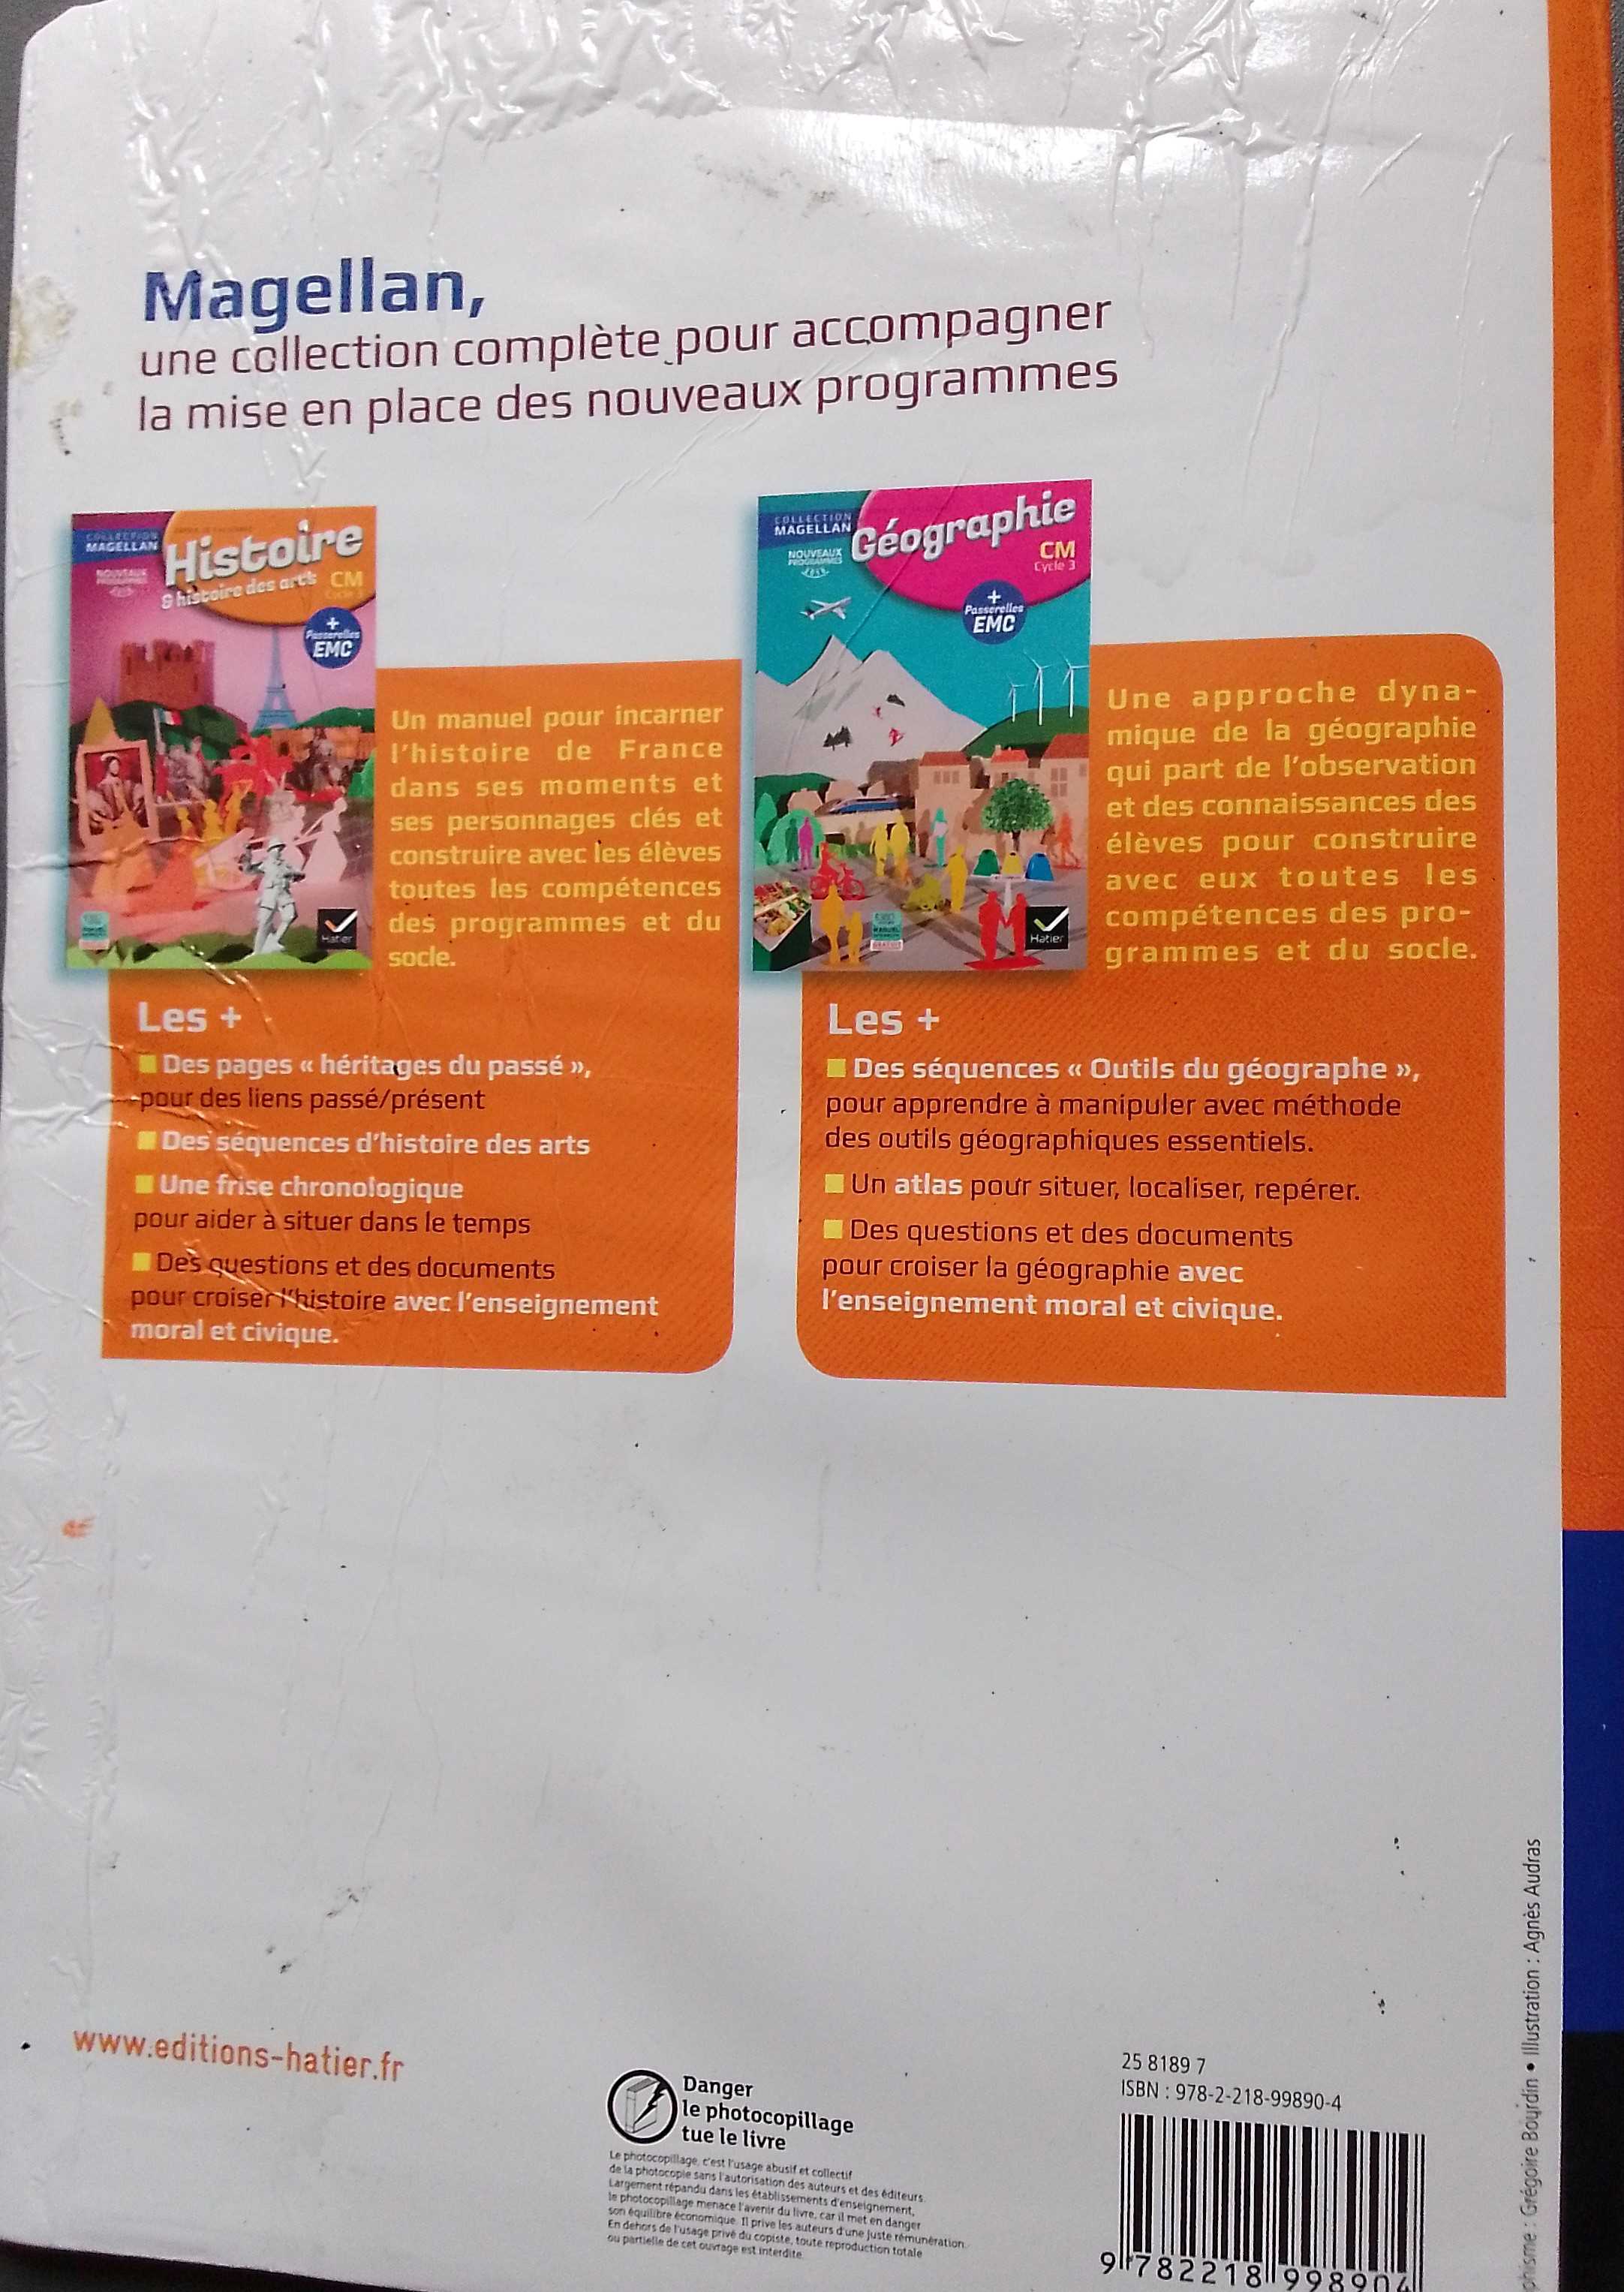 Magellan,
une collection complète pour accompagner
la mise en place des nouveaux programmes
COLLECTION
MAGELLAN
NOUVEAUX
PROGRAMMES
Histoire
& histoire des arts
CM
Cycle 3
+
Passerelles
EMC
Hatier
Un manuel pour incarner
l'histoire de France
dans ses moments et
ses personnages clés et
construire avec les élèves
toutes les compétences
des programmes et du
socle.
Les +
Des pages « héritages du passé »,
pour des liens passé/présent
Des séquences d'histoire des arts
Une frise chronologique
pour aider à situer dans le temps
Des questions et des documents
pour croiser l'histoire avec l'enseignement
moral et civique.
COLLECTION
MAGELLAN
NOUVEAUX
PROGRAMMES
Géographie
CM
Cycle 3
+
Passerelles
EMC
Hatier
Une approche dyna-
mique de la géographie
qui part de l'observation
et des connaissances des
élèves pour construire
avec eux toutes les
compétences des pro-
grammes et du socle.
Les +
Des séquences « Outils du géographe »,
pour apprendre à manipuler avec méthode
des outils géographiques essentiels.
Un atlas pour situer, localiser, repérer.
Des questions et des documents
pour croiser la géographie avec
l'enseignement moral et civique.
www.editions-hatier.fr
Danger
le photocopillage
tue le livre
Le photocopillage, c'est l'usage abusif et collectif
de la photocopie sans l'autorisation des auteurs et des éditeurs.
Largement répandu dans les établissements d'enseignement,
le photocopillage menace l'avenir du livre, car il met en danger
son équilibre économique. Il prive les auteurs d'une juste rémunération.
En dehors de l'usage privé du copiste, toute reproduction totale
ou partielle de cet ouvrage est interdite.
25 8189 7
ISBN : 978-2-218-99890-4
9 782218 998904
phisme : Grégoire Bourdin • Illustration : Agnès Audras